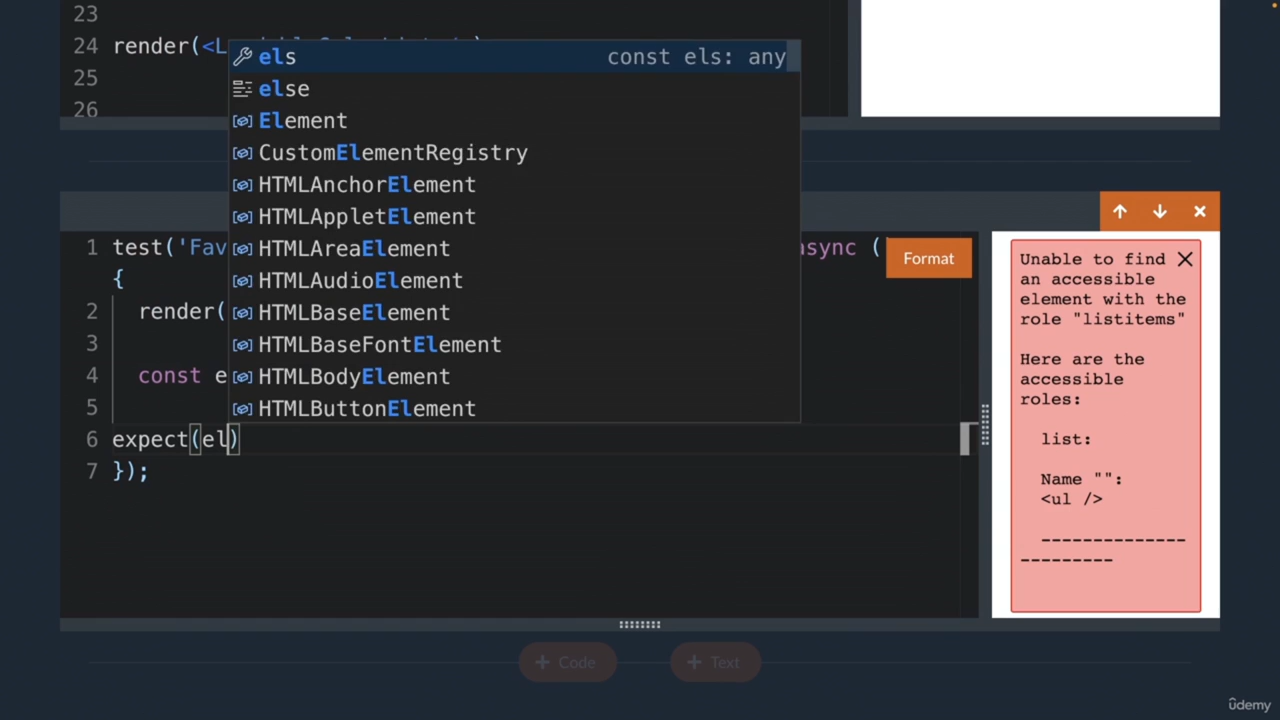 23
24 render(<L
25
26
els const els: any
else
Element
CustomElementRegistry
HTMLAnchorElement
HTMLAppletElement
HTMLAreaElement
HTMLAudioElement
HTMLBaseElement
HTMLBaseFontElement
HTMLBodyElement
HTMLButtonElement
1 test('Fav async (
{
2 render(
3
4 const e
5
6 expect(el)
7 });
Format
Unable to find
an accessible
element with the
role "listitems"
Here are the
accessible
roles:
list:
Name "":
<ul />
--------------
---------
+ Code
+ Text
ûdemy